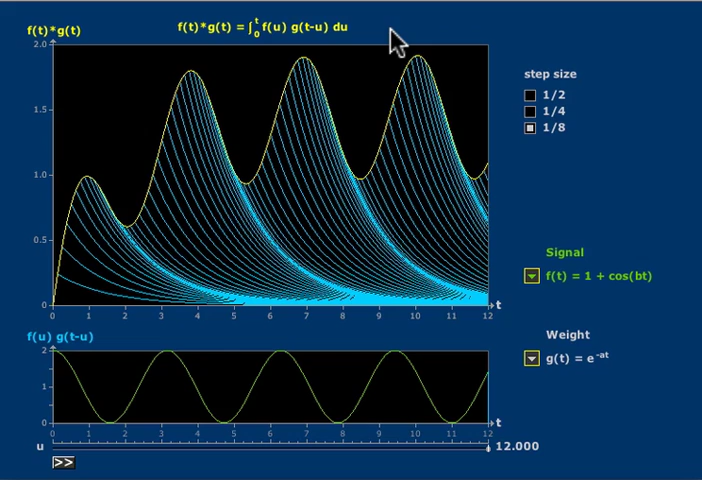 f(t)*g(t)
f(t)*g(t) = ∫₀ᵗ f(u) g(t-u) du
2.0
1.5
1.0
0.5
0
0 1 2 3 4 5 6 7 8 9 10 11 12
t
step size
1/2
1/4
1/8
Signal
f(t) = 1 + cos(bt)
Weight
g(t) = e⁻ᵃᵗ
f(u) g(t-u)
2
1
0
0 1 2 3 4 5 6 7 8 9 10 11 12
t
u
12.000
>>